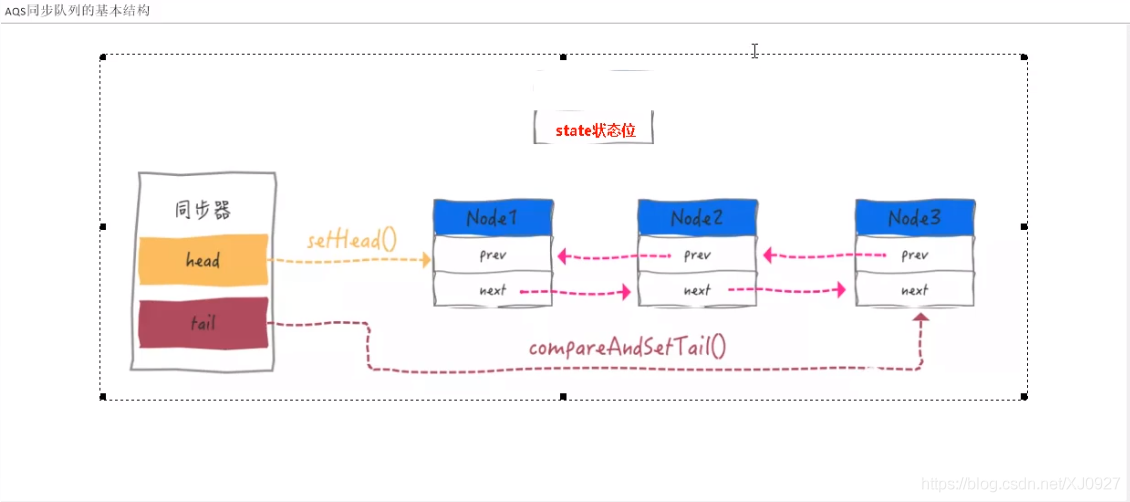 AQS同步队列的基本结构
state状态位
同步器
head
tail
setHead()
Node1
prev
next
Node2
prev
next
Node3
prev
next
compareAndSetTail()
https://blog.csdn.net/XJ0927